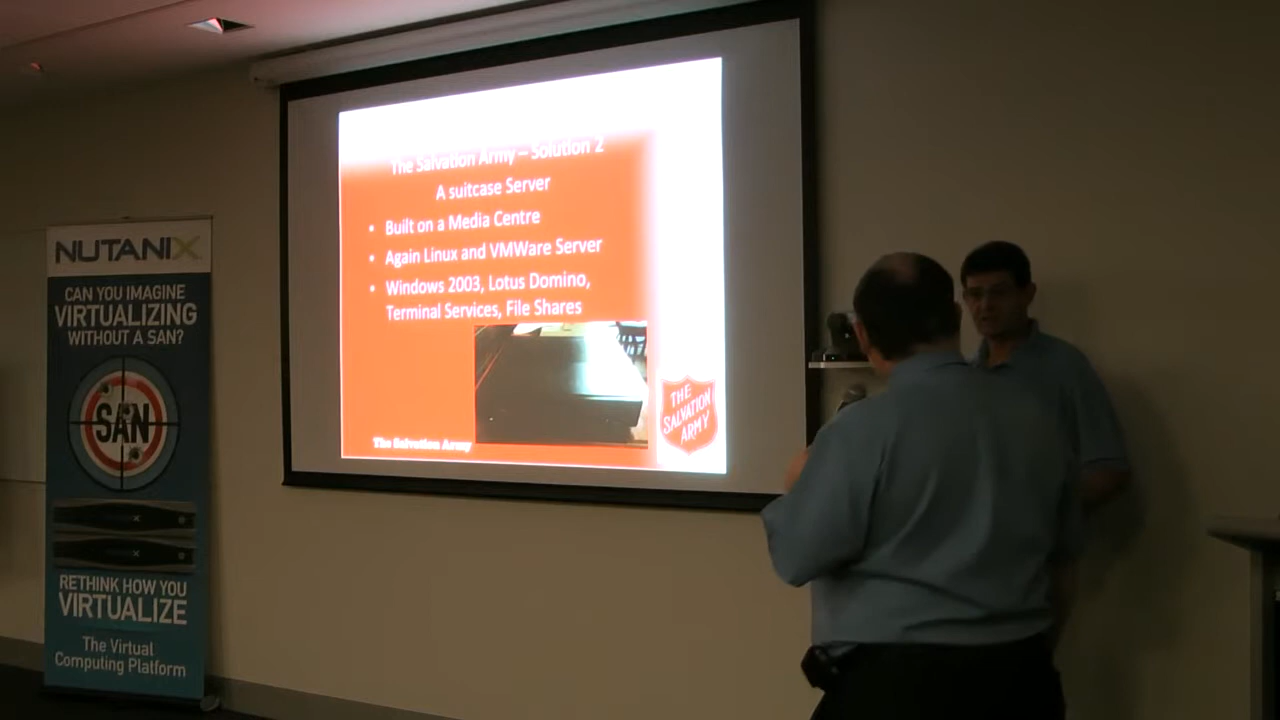 NUTANIX
CAN YOU IMAGINE
VIRTUALIZING
WITHOUT A SAN?
SAN
RETHINK HOW YOU
VIRTUALIZE
The Virtual
Computing Platform
The Salvation Army – Solution 2
A suitcase Server
• Built on a Media Centre
• Again Linux and VMWare Server
• Windows 2003, Lotus Domino,
Terminal Services, File Shares
The Salvation Army
THE
SALVATION
ARMY